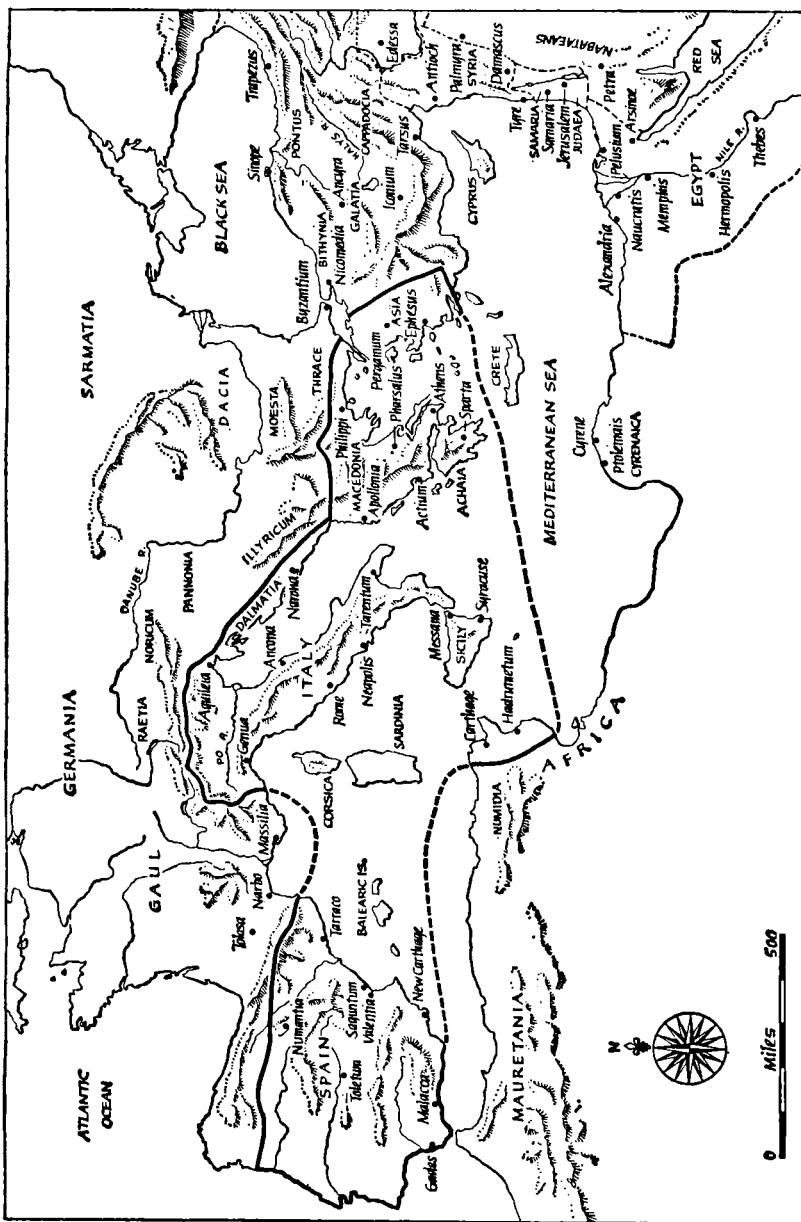 ATLANTIC
OCEAN
GERMANIA
SARMATIA
GAUL
RAETIA
NORICUM
DANUBE R.
PANNONIA
DACIA
MOESTA
BLACK SEA
Tolosa
Narbo
Massilia
PO R.
Genua
Aquileia
DALMATIA
ILLYRICUM
THRACE
Byzantium
BITHYNIA
Nicomedia
Sinope
PONTUS
Trapezus
HALYS R.
Ancyra
GALATIA
CAPPADOCIA
Iconium
Tarsus
Edessa
Antioch
Palmyra
SYRIA
Damascus
NABATAEANS
Numantia
SPAIN
Toletum
Saguntum
Valentia
Tarraco
BALEARIC IS.
New Carthage
Malacca
Gades
CORSICA
SARDINIA
ITALY
Ancona
Rome
Neapolis
Tarentum
Narona
Messana
SICILY
Syracuse
MACEDONIA
Apollonia
Philippi
Pergamum
Pharsalus
ASIA
Ephesus
Actium
Athens
ACHAIA
Sparta
CRETE
CYPRUS
Tyre
SAMARIA
Samaria
Jerusalem
JUDAEA
Petra
MEDITERRANEAN SEA
Carthage
Hadrumetum
NUMIDIA
AFRICA
MAURETANIA
Cyrene
Ptolemais
CYRENAICA
Alexandria
Naucratis
Pelusium
Arsinoe
Memphis
EGYPT
NILE R.
Hermopolis
Thebes
RED
SEA
N
0 Miles 500